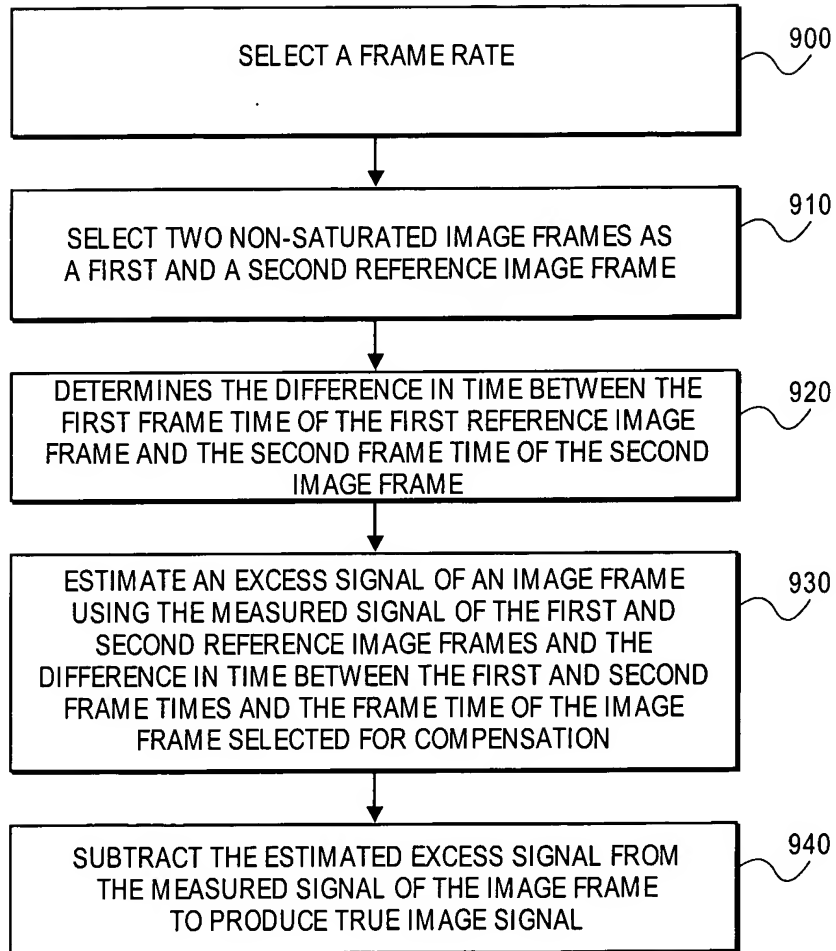 SELECT A FRAME RATE
900
SELECT TWO NON-SATURATED IMAGE FRAMES AS
A FIRST AND A SECOND REFERENCE IMAGE FRAME
910
DETERMINES THE DIFFERENCE IN TIME BETWEEN THE
FIRST FRAME TIME OF THE FIRST REFERENCE IMAGE
FRAME AND THE SECOND FRAME TIME OF THE SECOND
IMAGE FRAME
920
ESTIMATE AN EXCESS SIGNAL OF AN IMAGE FRAME
USING THE MEASURED SIGNAL OF THE FIRST AND
SECOND REFERENCE IMAGE FRAMES AND THE
DIFFERENCE IN TIME BETWEEN THE FIRST AND SECOND
FRAME TIMES AND THE FRAME TIME OF THE IMAGE
FRAME SELECTED FOR COMPENSATION
930
SUBTRACT THE ESTIMATED EXCESS SIGNAL FROM
THE MEASURED SIGNAL OF THE IMAGE FRAME
TO PRODUCE TRUE IMAGE SIGNAL
940